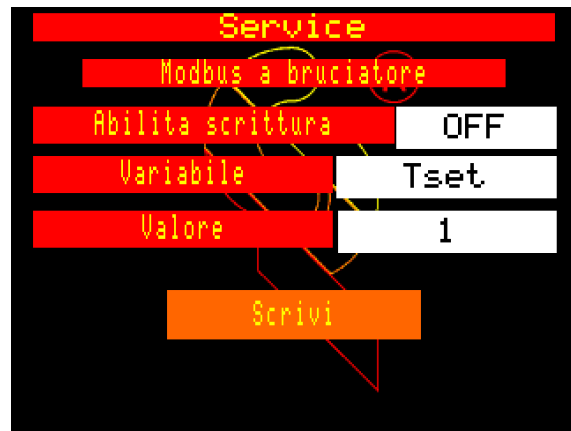 Service
Modbus a bruciatore
Abilita scrittura OFF
Variabile Tset
Valore 1
Scrivi